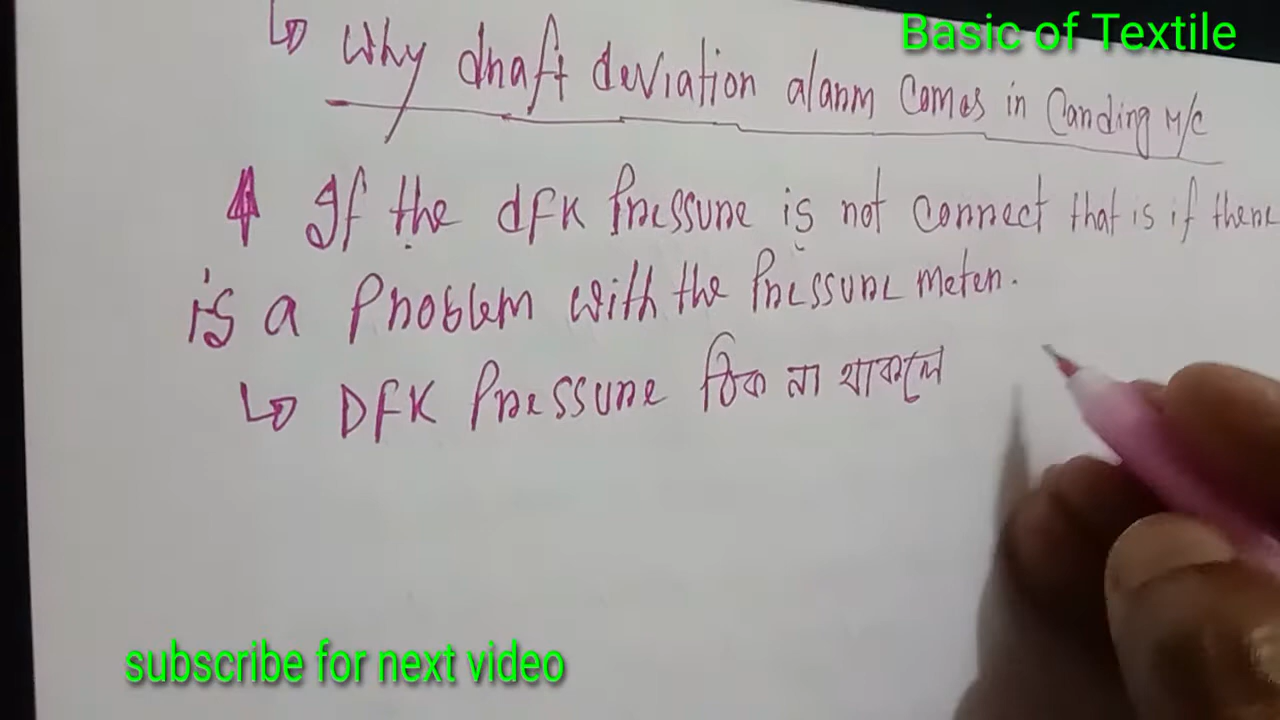 Basic of Textile
Why draft deviation alarm comes in Carding M/C
If the dFK Pressure is not correct that is if there
is a Problem with the Pressure meter.
DFK Pressure ঠিক না থাকলে
subscribe for next video